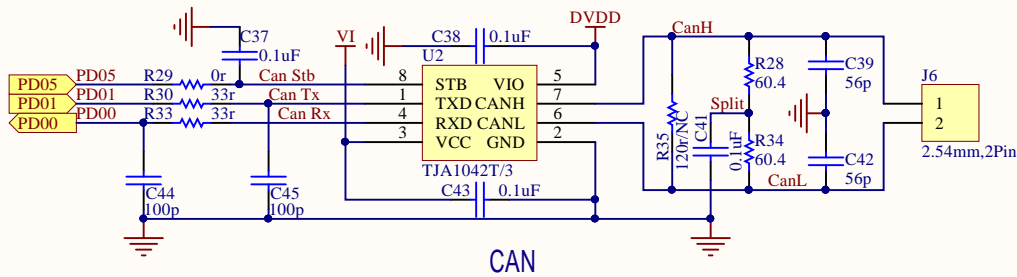 C37
0.1uF
VI
C38
0.1uF
DVDD
U2
CanH
PD05
PD05
R29
0r
Can Stb
8
STB
VIO
5
PD01
PD01
R30
33r
Can Tx
1
TXD
CANH
7
PD00
PD00
R33
33r
Can Rx
4
RXD
CANL
6
3
VCC
GND
2
TJA1042T/3
C43
0.1uF
C44
100p
C45
100p
R35
120r/NC
Split
C41
0.1uF
R28
60.4
R34
60.4
C39
56p
C42
56p
CanL
J6
1
2
2.54mm,2Pin
CAN